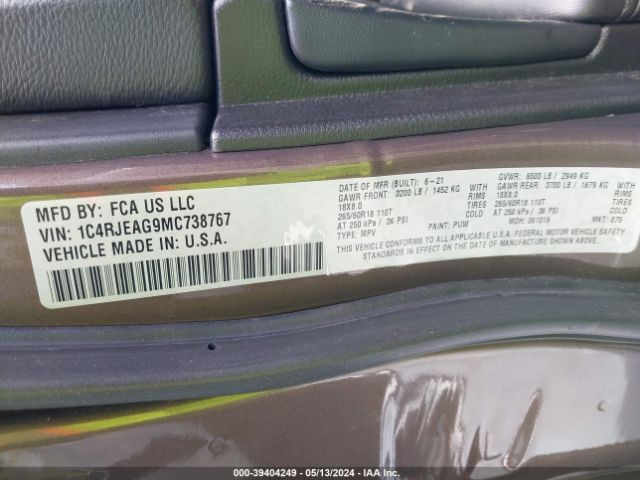 MFD BY: FCA US LLC
VIN: 1C4RJEAG9MC738767
VEHICLE MADE IN: U.S.A.
DATE OF MFR (BUILT): 6-21 GVWR: 6500 LB / 2949 KG
GAWR FRONT: 3200 LB / 1452 KG WITH GAWR REAR: 3700 LB / 1679 KG WITH
18X8.0 RIMS 18X8.0 RIMS
265/60R18 110T TIRES 265/60R18 110T TIRES
AT 250 kPa / 36 PSI COLD AT 250 kPa / 36 PSI COLD
TYPE: MPV PAINT: PUW MDH: 061018 MKT: 875
THIS VEHICLE CONFORMS TO ALL APPLICABLE U.S.A. FEDERAL MOTOR VEHICLE SAFETY
STANDARDS IN EFFECT ON THE DATE OF MANUFACTURE SHOWN ABOVE.
000-39404249 - 05/13/2024 - IAA Inc.